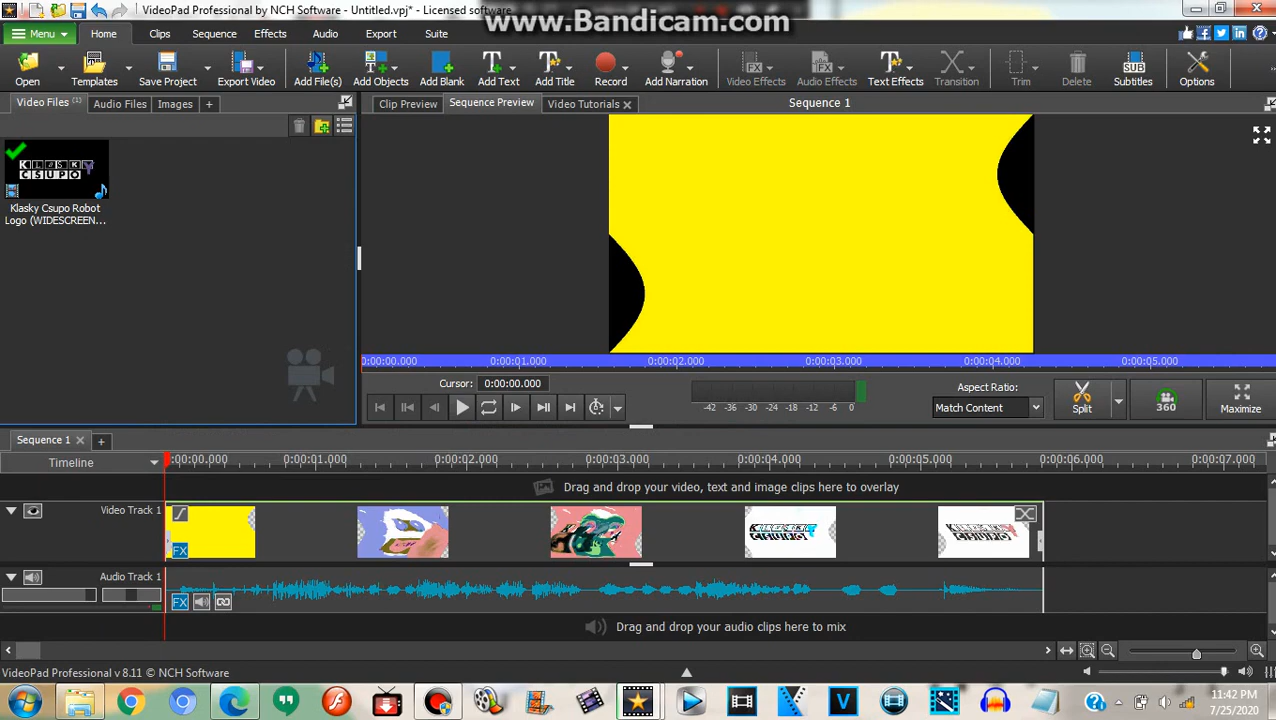 VideoPad Professional by NCH Software - Untitled.vpj* - Licensed software
www.Bandicam.com
Menu Home Clips Sequence Effects Audio Export Suite
Open Templates Save Project Export Video Add File(s) Add Objects Add Blank Add Text Add Title Record Add Narration Video Effects Audio Effects Text Effects Transition Trim Delete Subtitles Options
Video Files (1) Audio Files Images +
Clip Preview Sequence Preview Video Tutorials Sequence 1
KLASKY
CSUPO
Klasky Csupo Robot
Logo (WIDESCREEN...
0:00:00.000 0:00:01.000 0:00:02.000 0:00:03.000 0:00:04.000 0:00:05.000
Cursor: 0:00:00.000
-42 -36 -30 -24 -18 -12 -6 0
Aspect Ratio:
Match Content
Split 360 Maximize
Sequence 1 +
Timeline
:00:00.000 0:00:01.000 0:00:02.000 0:00:03.000 0:00:04.000 0:00:05.000 0:00:06.000 0:00:07.000
Drag and drop your video, text and image clips here to overlay
Video Track 1
FX
Audio Track 1
FX
Drag and drop your audio clips here to mix
VideoPad Professional v 8.11 © NCH Software
11:42 PM
7/25/2020